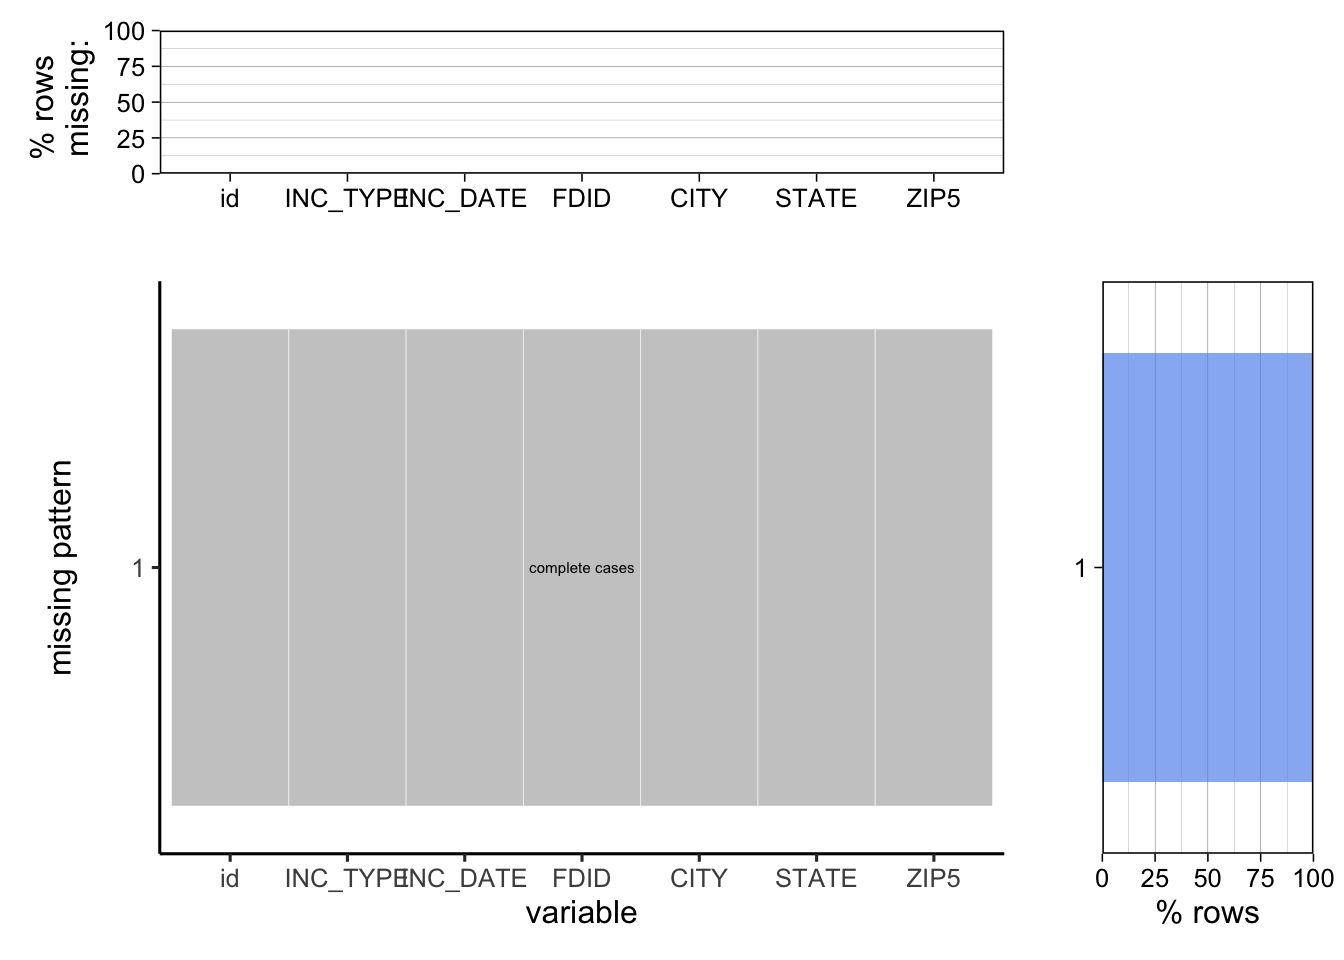 % rows
missing:
100
75
50
25
0
id INC_TYPE INC_DATE FDID CITY STATE ZIP5
missing pattern
1
complete cases
1
id INC_TYPE INC_DATE FDID CITY STATE ZIP5
variable
0 25 50 75 100
% rows